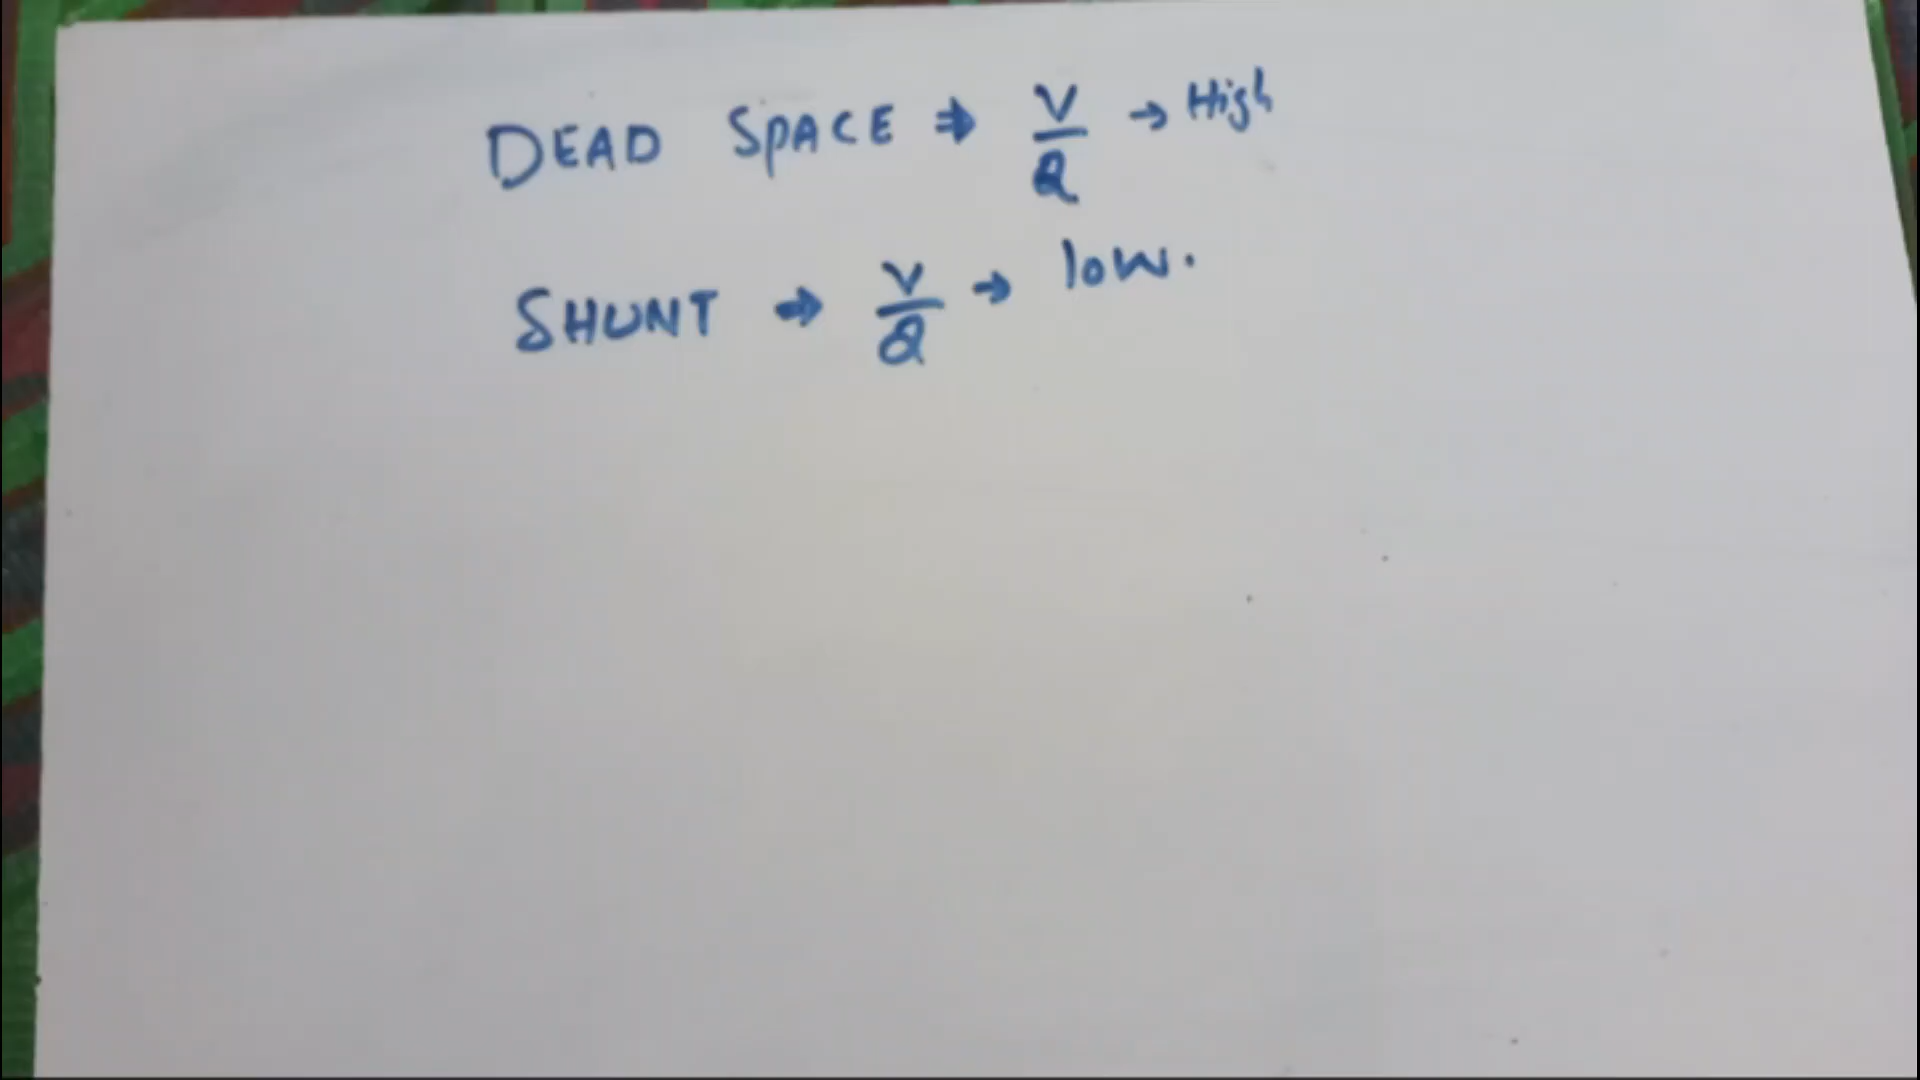 DEAD SPACE ⇒ V/Q → High
SHUNT → V/Q → low.